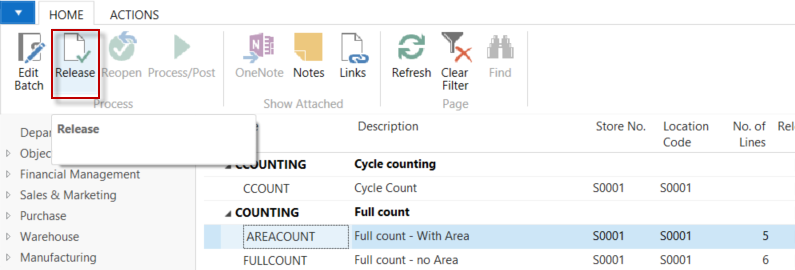 HOME ACTIONS
Edit Batch Release Reopen Process/Post OneNote Notes Links Refresh Clear Filter Find
Process Show Attached Page
Release
Description Store No. Location Code No. of Lines
CCOUNTING Cycle counting
CCOUNT Cycle Count S0001 S0001
COUNTING Full count
AREACOUNT Full count - With Area S0001 S0001 5
FULLCOUNT Full count - no Area S0001 S0001 6
Financial Management
Sales & Marketing
Purchase
Warehouse
Manufacturing